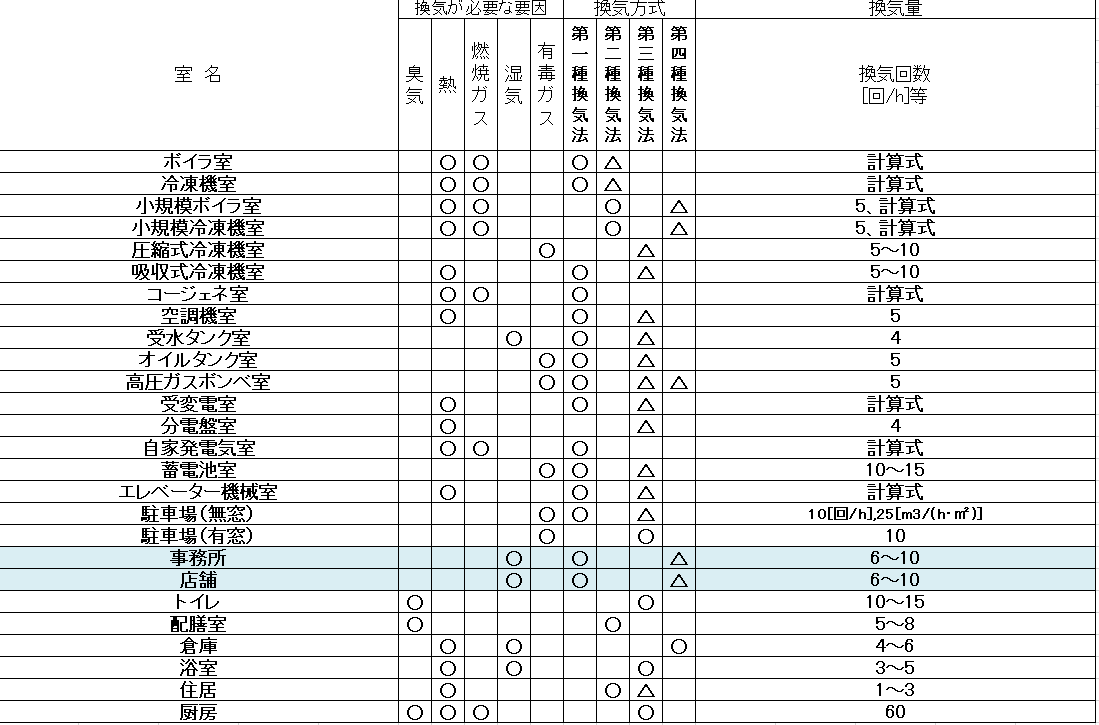 換気が必要な要因 換気方式 換気量
室 名 臭気 熱 燃焼ガス 湿気 有毒ガス 第一種換気法 第二種換気法 第三種換気法 第四種換気法 換気回数
[回/h]等
ボイラ室 ○ ○ ○ △ 計算式
冷凍機室 ○ ○ ○ △ 計算式
小規模ボイラ室 ○ ○ ○ △ 5、計算式
小規模冷凍機室 ○ ○ ○ △ 5、計算式
圧縮式冷凍機室 ○ △ 5～10
吸収式冷凍機室 ○ ○ △ 5～10
コージェネ室 ○ ○ ○ 計算式
空調機室 ○ ○ △ 5
受水タンク室 ○ ○ △ 4
オイルタンク室 ○ ○ △ 5
高圧ガスボンベ室 ○ ○ △ △ 5
受変電室 ○ ○ △ 計算式
分電盤室 ○ △ 4
自家発電気室 ○ ○ ○ 計算式
蓄電池室 ○ ○ △ 10～15
エレベーター機械室 ○ ○ △ 計算式
駐車場(無窓) ○ ○ △ 10[回/h],25[m3/(h・㎡)]
駐車場(有窓) ○ ○ 10
事務所 ○ ○ △ 6～10
店舗 ○ ○ △ 6～10
トイレ ○ ○ 10～15
配膳室 ○ ○ 5～8
倉庫 ○ ○ ○ 4～6
浴室 ○ ○ ○ 3～5
住居 ○ ○ △ 1～3
厨房 ○ ○ ○ ○ 60